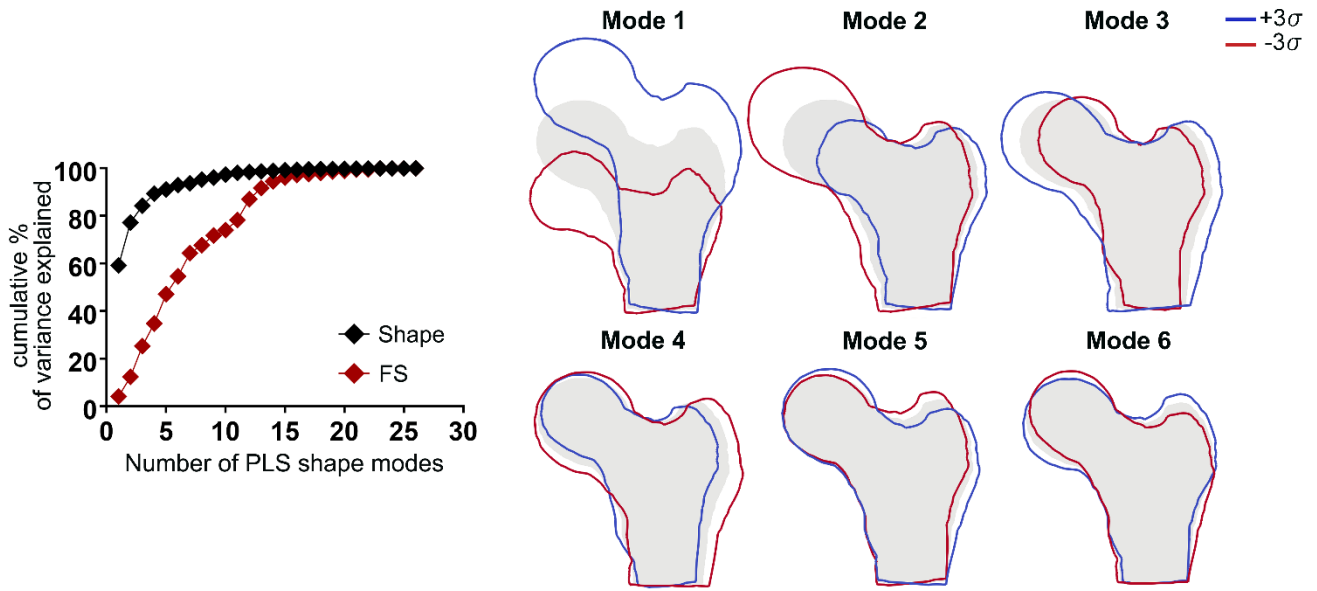 Mode 1
Mode 2
Mode 3
+3σ
-3σ
cumulative %
of variance explained
100
80
60
40
20
0
Shape
FS
0
5
10
15
20
25
30
Number of PLS shape modes
Mode 4
Mode 5
Mode 6